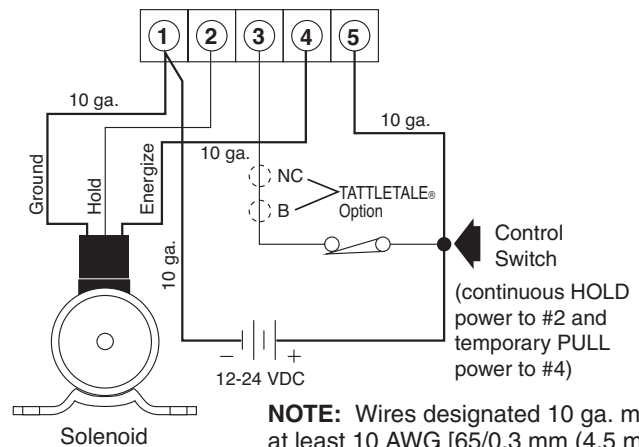 1 2 3 4 5
10 ga.
10 ga.
10 ga.
10 ga.
Ground
Hold
Energize
NC
B
TATTLETALE®
Option
Control
Switch
(continuous HOLD
power to #2 and
temporary PULL
power to #4)
– +
12-24 VDC
Solenoid
NOTE: Wires designated 10 ga.
at least 10 AWG [65/0.3 mm (4.5